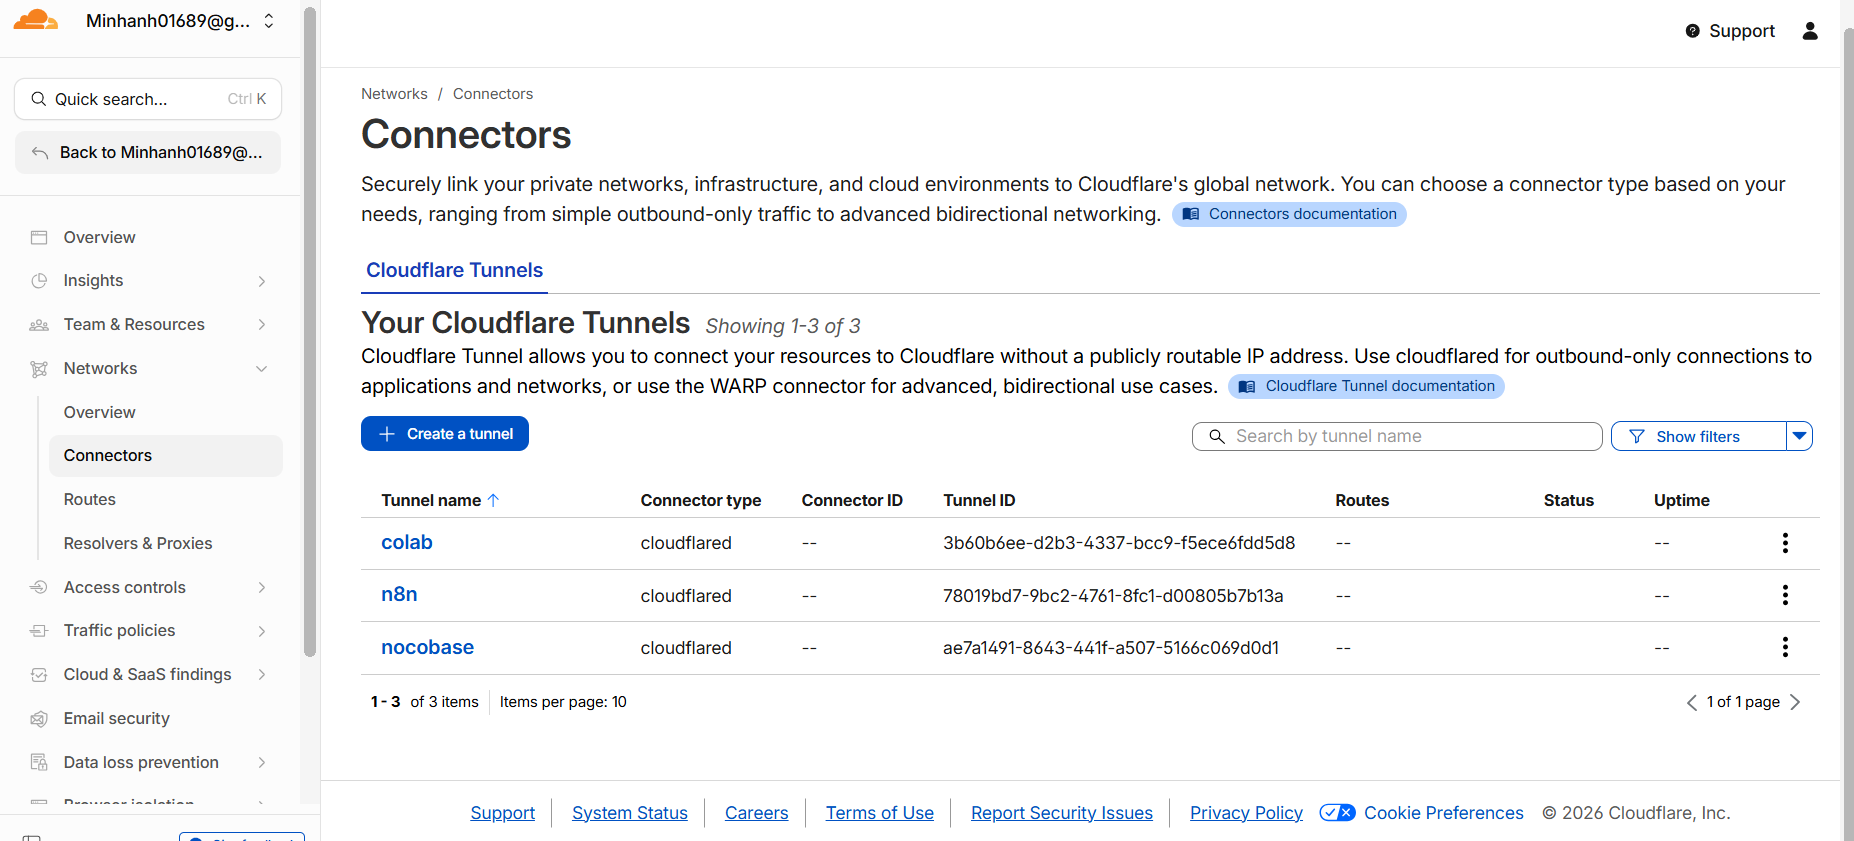 Minhanh01689@g...
Support
Quick search... Ctrl K
Back to Minhanh01689@...
Overview
Insights
Team & Resources
Networks
Overview
Connectors
Routes
Resolvers & Proxies
Access controls
Traffic policies
Cloud & SaaS findings
Email security
Data loss prevention
Browser isolation
Networks / Connectors
Connectors
Securely link your private networks, infrastructure, and cloud environments to Cloudflare's global network. You can choose a connector type based on your
needs, ranging from simple outbound-only traffic to advanced bidirectional networking. Connectors documentation
Cloudflare Tunnels
Your Cloudflare Tunnels Showing 1-3 of 3
Cloudflare Tunnel allows you to connect your resources to Cloudflare without a publicly routable IP address. Use cloudflared for outbound-only connections to
applications and networks, or use the WARP connector for advanced, bidirectional use cases. Cloudflare Tunnel documentation
Create a tunnel
Search by tunnel name
Show filters
Tunnel name Connector type Connector ID Tunnel ID Routes Status Uptime
colab cloudflared -- 3b60b6ee-d2b3-4337-bcc9-f5ece6fdd5d8 -- --
n8n cloudflared -- 78019bd7-9bc2-4761-8fc1-d00805b7b13a -- --
nocobase cloudflared -- ae7a1491-8643-441f-a507-5166c069d0d1 -- --
1 - 3 of 3 items Items per page: 10
1 of 1 page
Support System Status Careers Terms of Use Report Security Issues Privacy Policy Cookie Preferences © 2026 Cloudflare, Inc.